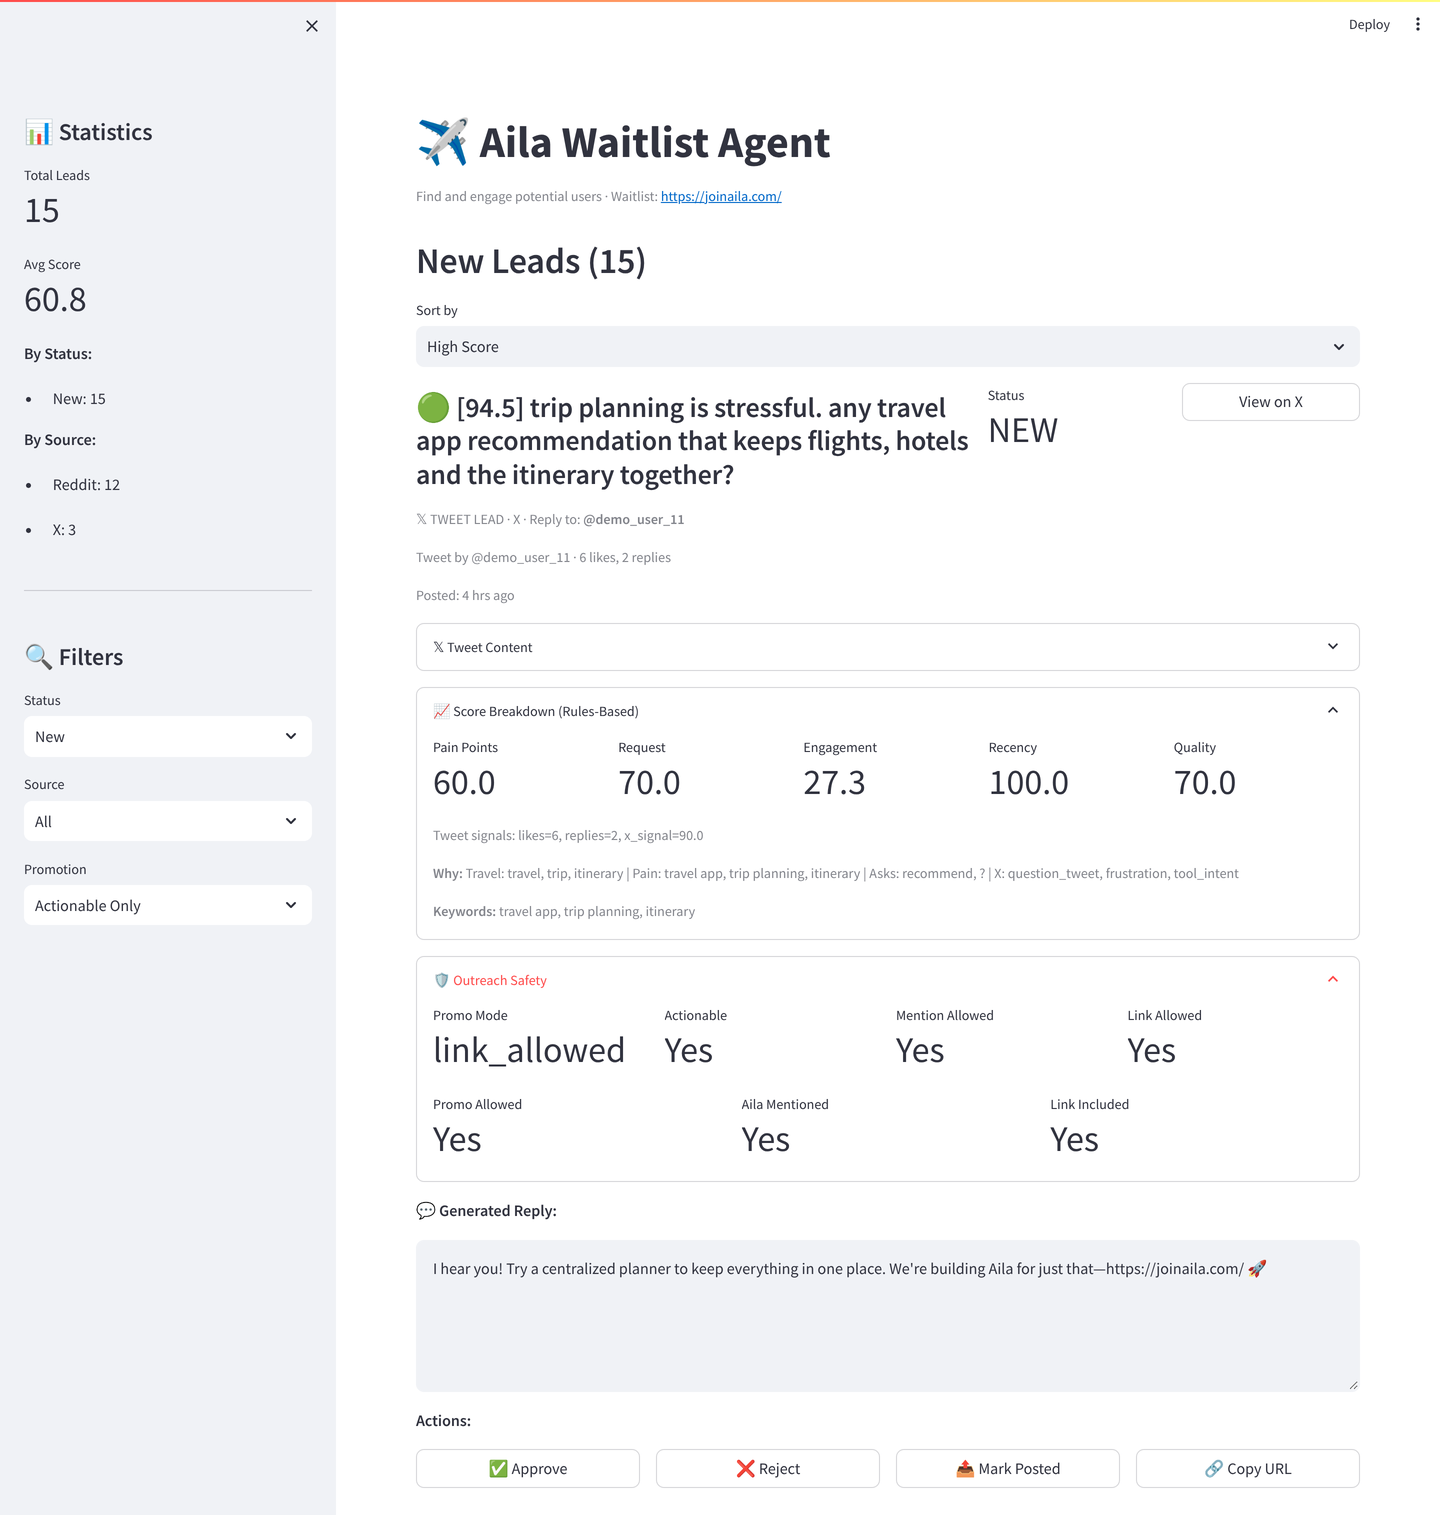 Deploy
📊 Statistics
Total Leads
15
Avg Score
60.8
By Status:
• New: 15
By Source:
• Reddit: 12
• X: 3
🔍 Filters
Status
New
Source
All
Promotion
Actionable Only
✈️ Aila Waitlist Agent
Find and engage potential users · Waitlist: https://joinaila.com/
New Leads (15)
Sort by
High Score
🟢 [94.5] trip planning is stressful. any travel
app recommendation that keeps flights, hotels
and the itinerary together?
Status
NEW
View on X
𝕏 TWEET LEAD · X · Reply to: @demo_user_11
Tweet by @demo_user_11 · 6 likes, 2 replies
Posted: 4 hrs ago
𝕏 Tweet Content
📈 Score Breakdown (Rules-Based)
Pain Points Request Engagement Recency Quality
60.0 70.0 27.3 100.0 70.0
Tweet signals: likes=6, replies=2, x_signal=90.0
Why: Travel: travel, trip, itinerary | Pain: travel app, trip planning, itinerary | Asks: recommend, ? | X: question_tweet, frustration, tool_intent
Keywords: travel app, trip planning, itinerary
🛡️ Outreach Safety
Promo Mode Actionable Mention Allowed Link Allowed
link_allowed Yes Yes Yes
Promo Allowed Aila Mentioned Link Included
Yes Yes Yes
💬 Generated Reply:
I hear you! Try a centralized planner to keep everything in one place. We're building Aila for just that—https://joinaila.com/ 🚀
Actions:
✅ Approve ❌ Reject 📤 Mark Posted 🔗 Copy URL